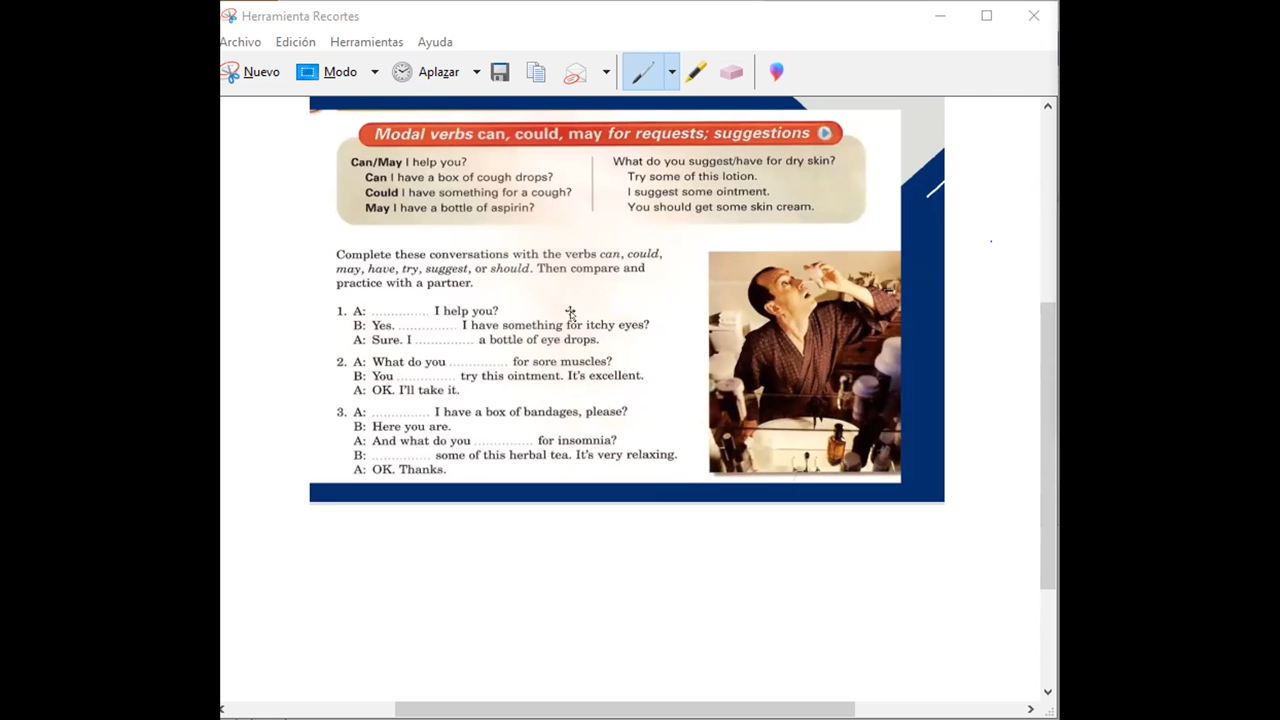 Herramienta Recortes
Archivo Edición Herramientas Ayuda
Nuevo Modo Aplazar
Modal verbs can, could, may for requests; suggestions
Can/May I help you?
Can I have a box of cough drops?
Could I have something for a cough?
May I have a bottle of aspirin?
What do you suggest/have for dry skin?
Try some of this lotion.
I suggest some ointment.
You should get some skin cream.
Complete these conversations with the verbs can, could,
may, have, try, suggest, or should. Then compare and
practice with a partner.
1. A: .............. I help you?
B: Yes. .............. I have something for itchy eyes?
A: Sure. I .............. a bottle of eye drops.
2. A: What do you .............. for sore muscles?
B: You .............. try this ointment. It's excellent.
A: OK. I'll take it.
3. A: .............. I have a box of bandages, please?
B: Here you are.
A: And what do you .............. for insomnia?
B: .............. some of this herbal tea. It's very relaxing.
A: OK. Thanks.